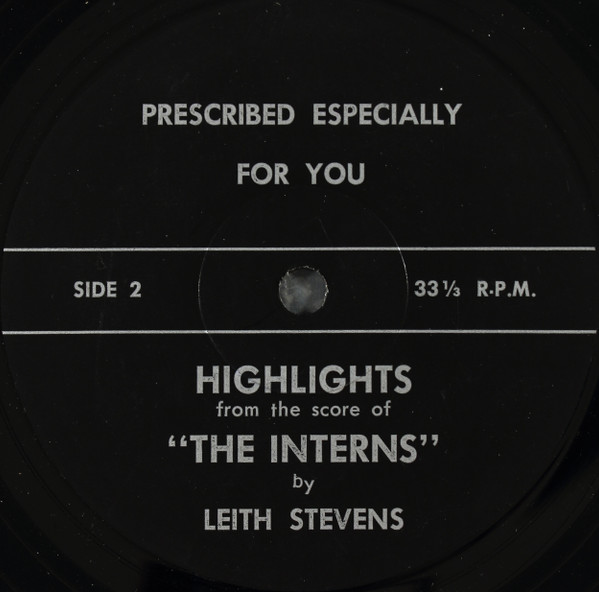 PRESCRIBED ESPECIALLY
FOR YOU
SIDE 2
33⅓ R.P.M.
HIGHLIGHTS
from the score of
"THE INTERNS"
by
LEITH STEVENS